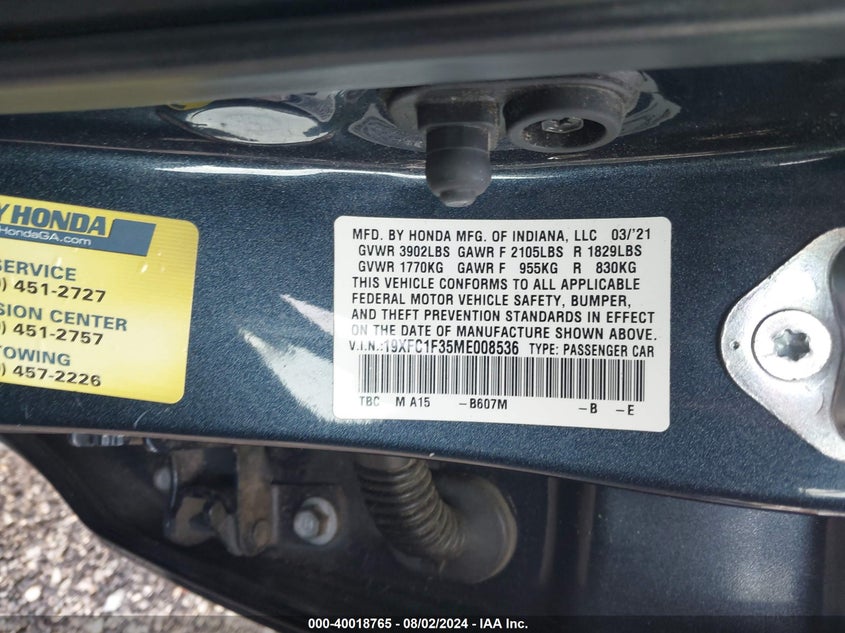 Y HONDA
HondaGA.com
SERVICE
) 451-2727
SION CENTER
) 451-2757
TOWING
) 457-2226
MFD. BY HONDA MFG. OF INDIANA, LLC 03/'21
GVWR 3902LBS GAWR F 2105LBS R 1829LBS
GVWR 1770KG GAWR F 955KG R 830KG
THIS VEHICLE CONFORMS TO ALL APPLICABLE
FEDERAL MOTOR VEHICLE SAFETY, BUMPER,
AND THEFT PREVENTION STANDARDS IN EFFECT
ON THE DATE OF MANUFACTURE SHOWN ABOVE.
V.I.N.:19XFC1F35ME008536 TYPE: PASSENGER CAR
TBC M A15 -B607M -B -E
000-40018765 - 08/02/2024 - IAA Inc.